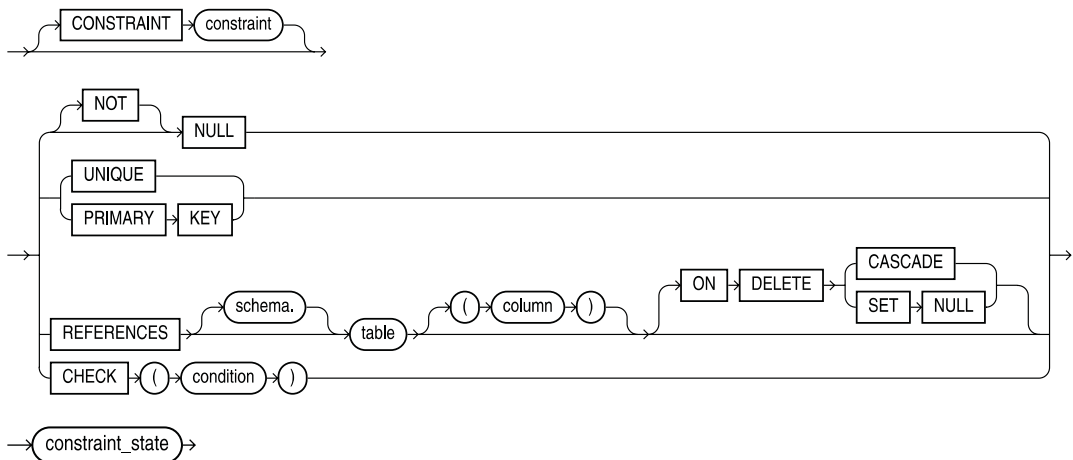 CONSTRAINT constraint
NOT
NULL
UNIQUE
PRIMARY KEY
CASCADE
ON DELETE
SET NULL
schema. ( column )
REFERENCES table
CHECK ( condition )
constraint_state